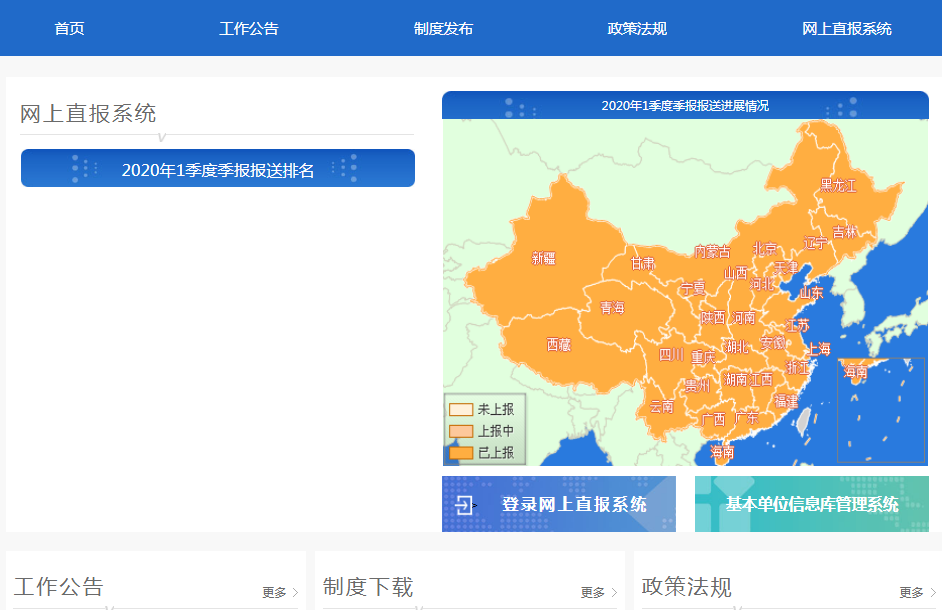 首页 工作公告 制度发布 政策法规 网上直报系统
网上直报系统
2020年1季度季报报送排名
2020年1季度季报报送进展情况
黑龙江
吉林
辽宁
内蒙古 北京
新疆 甘肃 山西 天津
宁夏 河北 山东
青海 陕西 河南 江苏
西藏 四川 重庆 湖北 安徽 上海
贵州 湖南 江西 浙江 海南
云南 广西 广东 福建
海南
未上报
上报中
已上报
登录网上直报系统 基本单位信息库管理系统
工作公告 更多 制度下载 更多 政策法规 更多